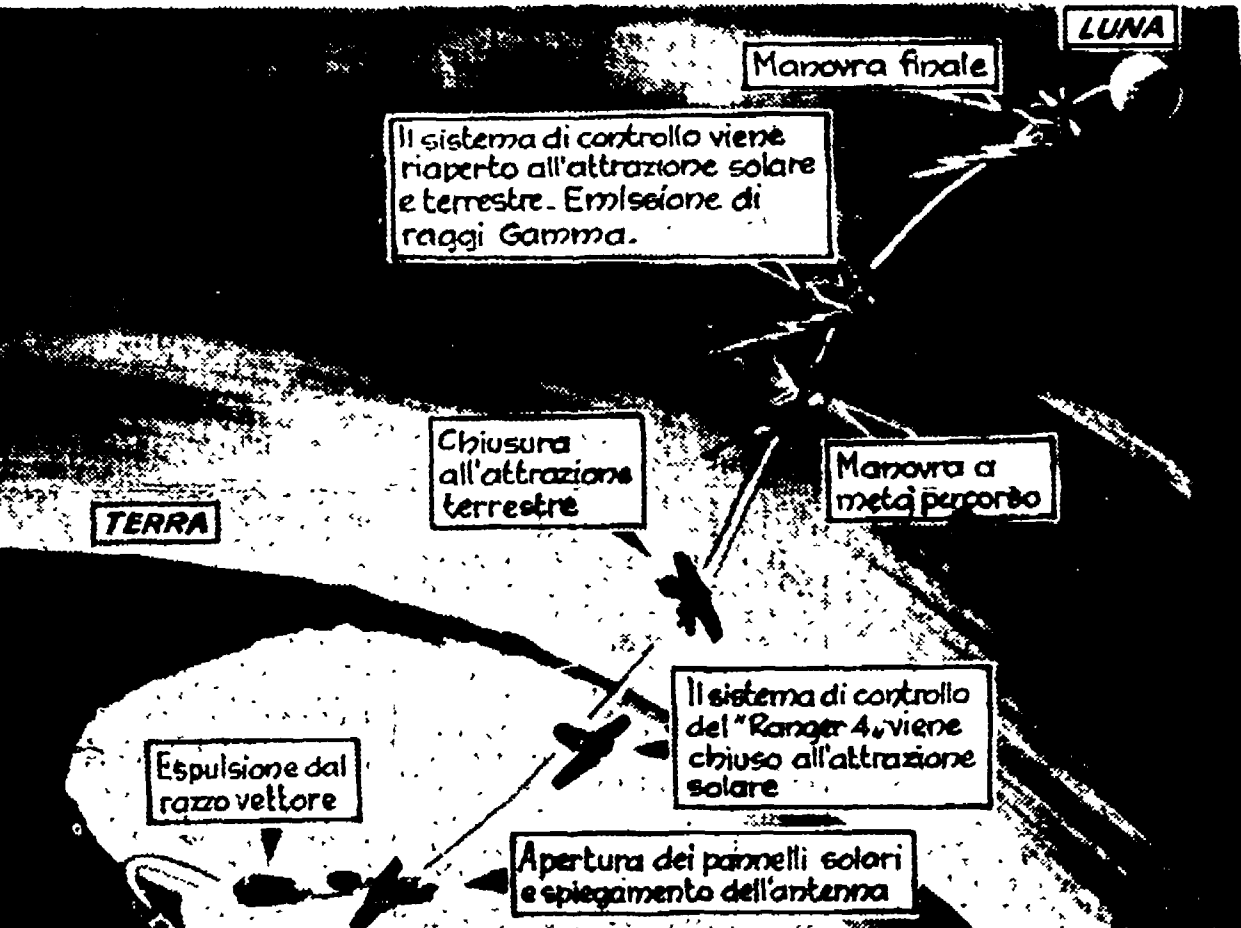 LUNA
Manovra finale
Il sistema di controllo viene
riaperto all'attrazione solare
e terrestre. Emissione di
raggi Gamma.
Chiusura
all'attrazione
terrestre
Manovra a
metà percorso
TERRA
Il sistema di controllo
del "Ranger 4" viene
chiuso all'attrazione
solare
Espulsione dal
razzo vettore
Apertura dei pannelli solari
e spiegamento dell'antenna